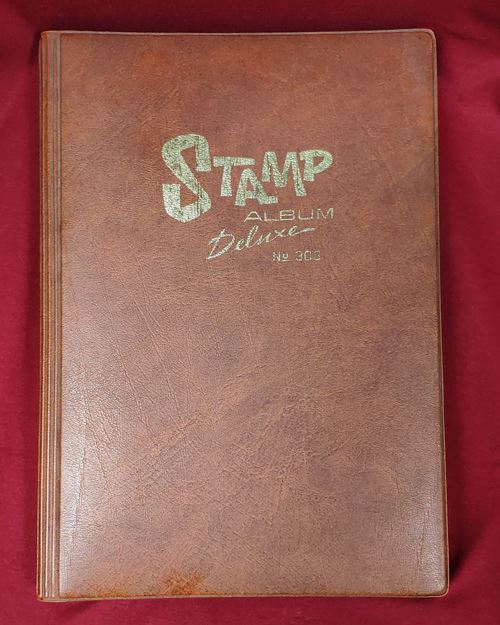 STAMP
ALBUM
Deluxe
No 303